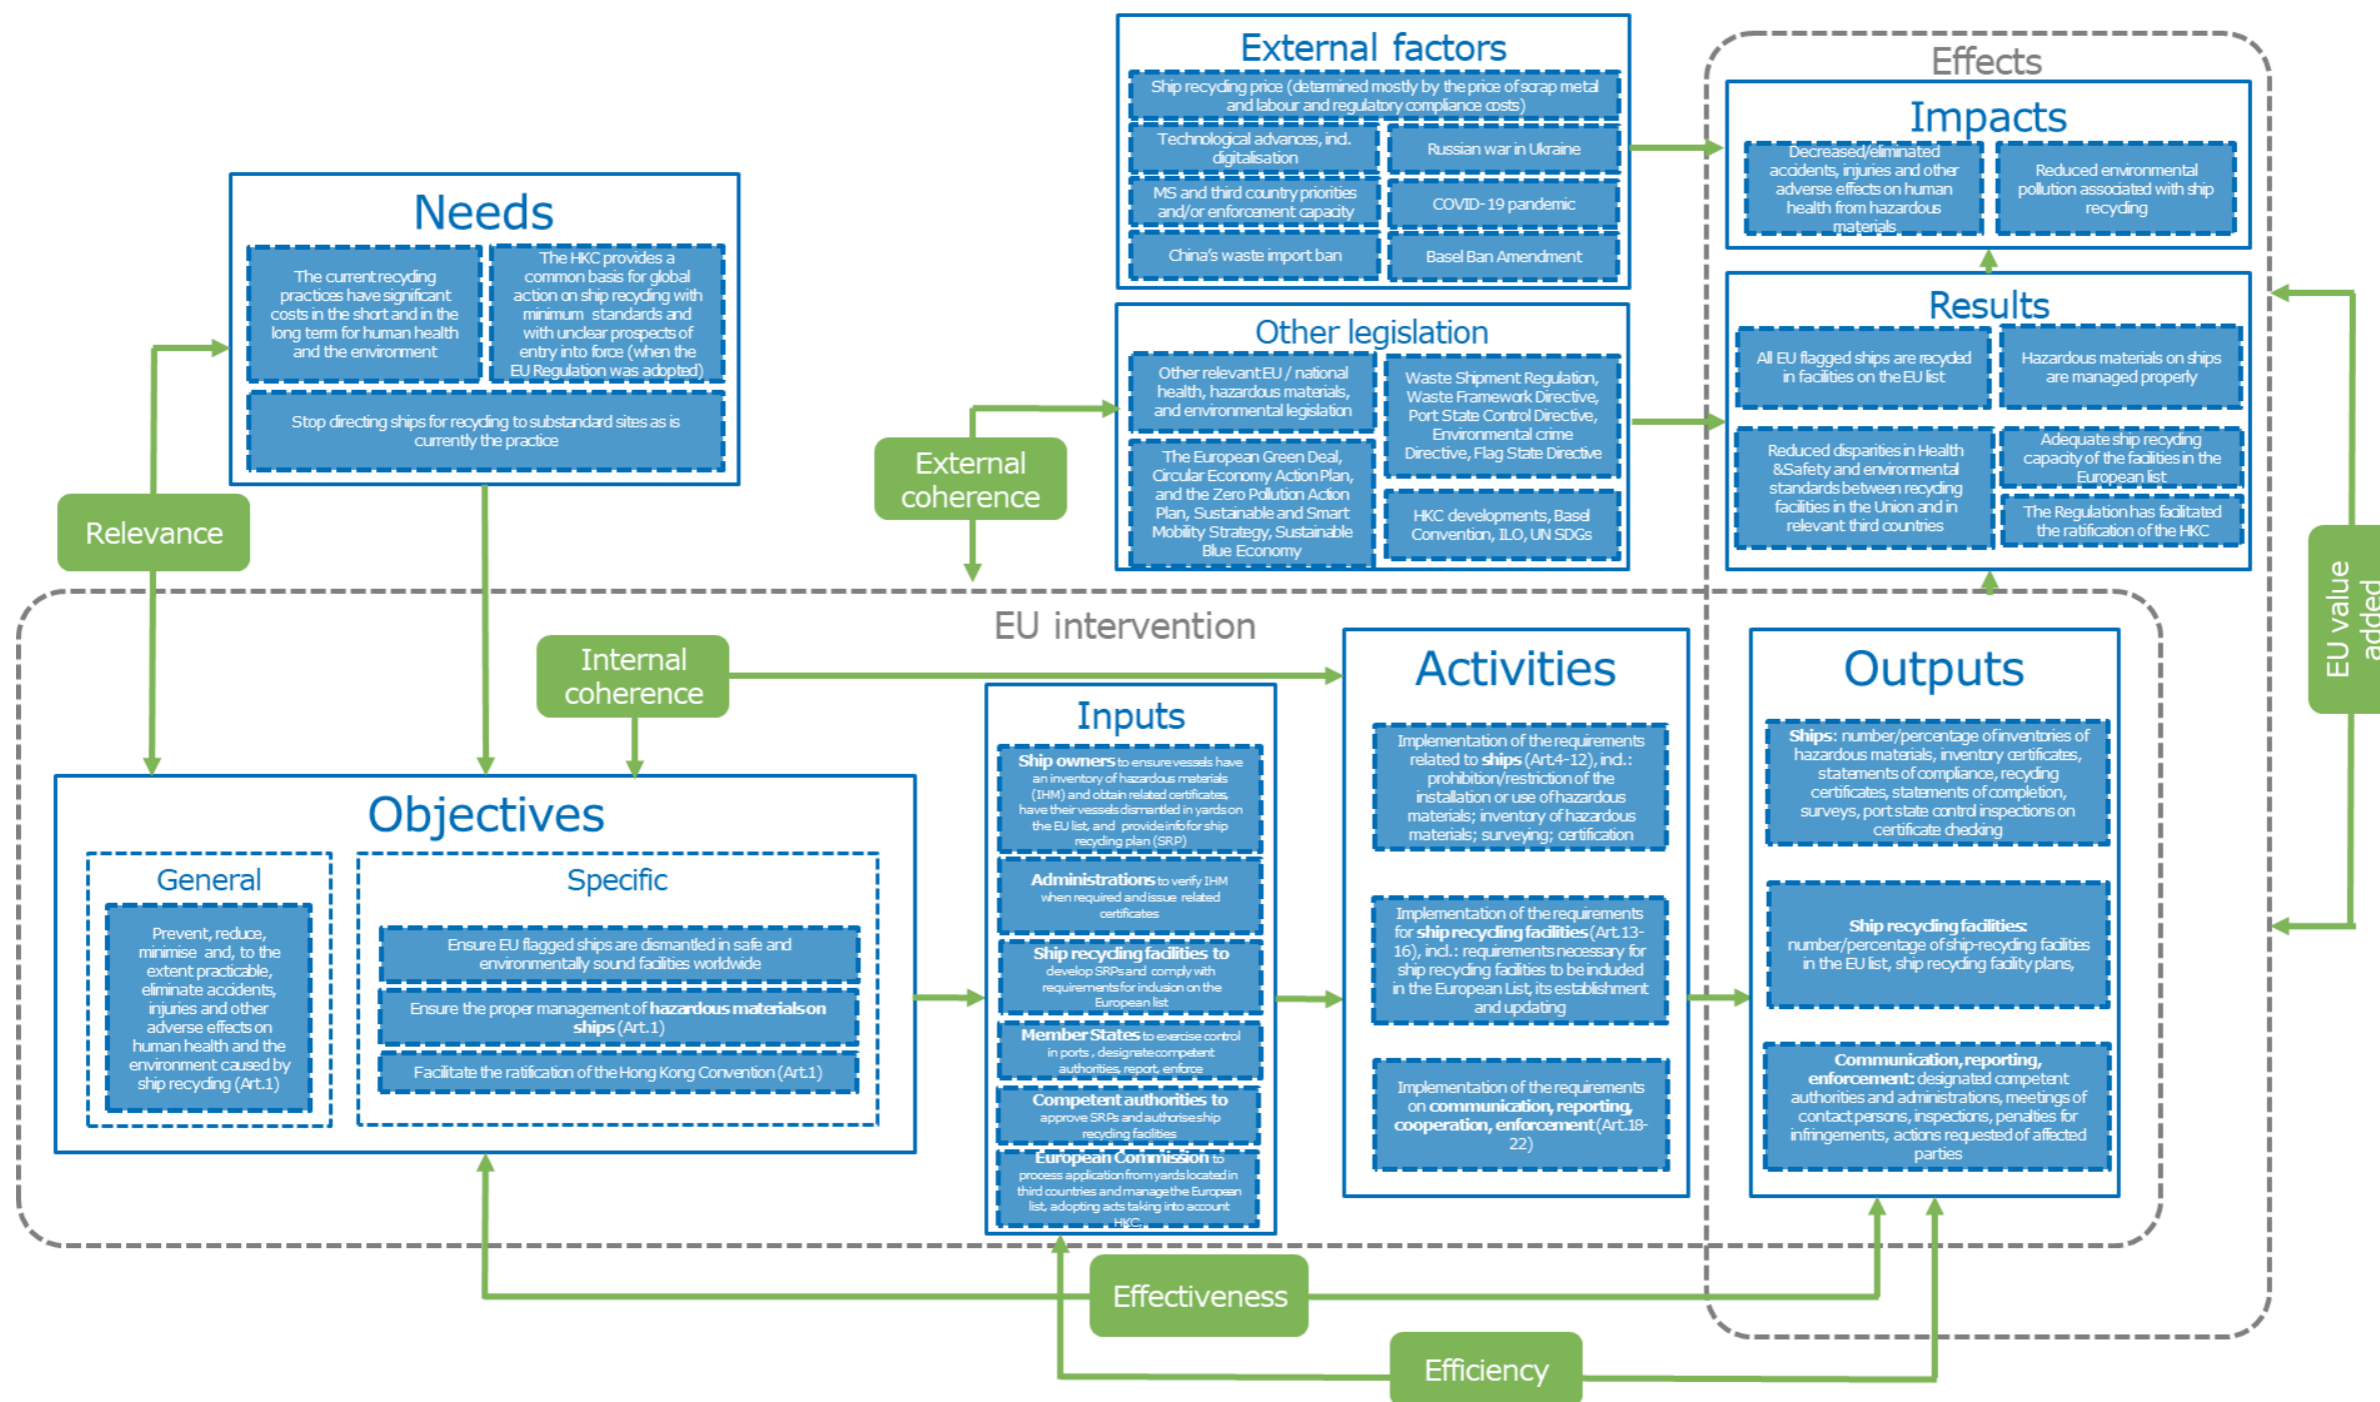 External factors
Ship recycling price (determined mostly by the price of scrap metal
and labour and regulatory compliance costs)
Technological advances, incl.
digitalisation
Russian war in Ukraine
MS and third country priorities
and/or enforcement capacity
COVID-19 pandemic
China's waste import ban
Basel Ban Amendment
Effects
Impacts
Decreased/eliminated
accidents, injuries and other
adverse effects on human
health from hazardous
materials
Reduced environmental
pollution associated with ship
recycling
Needs
The current recycling
practices have significant
costs in the short and in the
long term for human health
and the environment
The HKC provides a
common basis for global
action on ship recycling with
minimum standards and
with unclear prospects of
entry into force (when the
EU Regulation was adopted)
Stop directing ships for recycling to substandard sites as is
currently the practice
Other legislation
Other relevant EU / national
health, hazardous materials,
and environmental legislation
Waste Shipment Regulation,
Waste Framework Directive,
Port State Control Directive,
Environmental crime
Directive, Flag State Directive
The European Green Deal,
Circular Economy Action Plan,
and the Zero Pollution Action
Plan, Sustainable and Smart
Mobility Strategy, Sustainable
Blue Economy
HKC developments, Basel
Convention, ILO, UN SDGs
Results
All EU flagged ships are recycled
in facilities on the EU list
Hazardous materials on ships
are managed properly
Reduced disparities in Health
&Safety and environmental
standards between recycling
facilities in the Union and in
relevant third countries
Adequate ship recycling
capacity of the facilities in the
European list
The Regulation has facilitated
the ratification of the HKC
Relevance
External
coherence
EU value
added
EU intervention
Internal
coherence
Objectives
General
Prevent, reduce,
minimise and, to the
extent practicable,
eliminate accidents,
injuries and other
adverse effects on
human health and the
environment caused by
ship recycling (Art.1)
Specific
Ensure EU flagged ships are dismantled in safe and
environmentally sound facilities worldwide
Ensure the proper management of hazardous materials on
ships (Art.1)
Facilitate the ratification of the Hong Kong Convention (Art.1)
Inputs
Ship owners to ensure vessels have
an inventory of hazardous materials
(IHM) and obtain related certificates,
have their vessels dismantled in yards on
the EU list, and provide info for ship
recycling plan (SRP)
Administrations to verify IHM
when required and issue related
certificates
Ship recycling facilities to
develop SRPs and comply with
requirements for inclusion on the
European list
Member States to exercise control
in ports , designate competent
authorities, report, enforce
Competent authorities to
approve SRPs and authorise ship
recycling facilities
European Commission to
process application from yards located in
third countries and manage the European
list, adopting acts taking into account
HKC,
Activities
Implementation of the requirements
related to ships (Art.4-12), incl.:
prohibition/restriction of the
installation or use of hazardous
materials; inventory of hazardous
materials; surveying; certification
Implementation of the requirements
for ship recycling facilities (Art.13-
16), incl.: requirements necessary for
ship recycling facilities to be included
in the European List, its establishment
and updating
Implementation of the requirements
on communication, reporting,
cooperation, enforcement (Art.18-
22)
Outputs
Ships: number/percentage of inventories of
hazardous materials, inventory certificates,
statements of compliance, recycling
certificates, statements of completion,
surveys, port state control inspections on
certificate checking
Ship recycling facilities:
number/percentage of ship-recycling facilities
in the EU list, ship recycling facility plans,
Communication, reporting,
enforcement: designated competent
authorities and administrations, meetings of
contact persons, inspections, penalties for
infringements, actions requested of affected
parties
Effectiveness
Efficiency